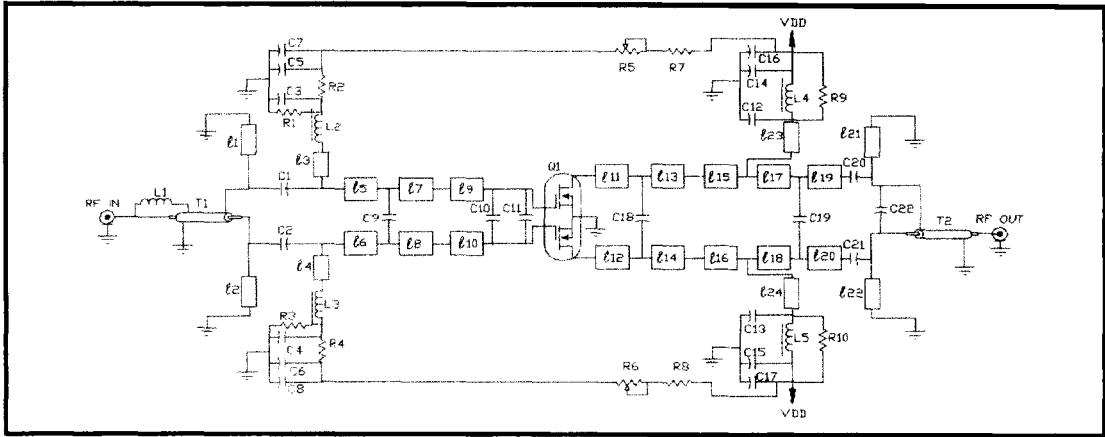 VDD
C7
C5
C3
R2
R1
L2
R5
R7
C16
C14
C12
L4
R9
ℓ1
ℓ3
ℓ23
ℓ21
C20
RF IN
L1
T1
C1
ℓ5
ℓ7
ℓ9
Q1
ℓ11
ℓ13
ℓ15
ℓ17
ℓ19
C9
C10
C11
C18
C19
C22
T2
RF OUT
C2
ℓ6
ℓ8
ℓ10
ℓ12
ℓ14
ℓ16
ℓ18
ℓ20
C21
ℓ2
ℓ4
ℓ24
ℓ22
L3
R3
R4
C4
C6
C8
C13
C15
C17
L5
R10
R6
R8
VDD